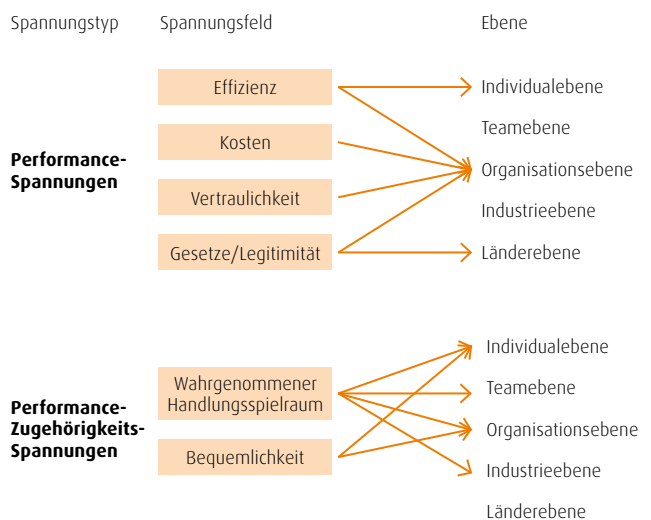 Spannungstyp Spannungsfeld Ebene
Performance-
Spannungen
Effizienz
Kosten
Vertraulichkeit
Gesetze/Legitimität
Individualebene
Teamebene
Organisationsebene
Industrieebene
Länderebene
Performance-
Zugehörigkeits-
Spannungen
Wahrgenommener
Handlungsspielraum
Bequemlichkeit
Individualebene
Teamebene
Organisationsebene
Industrieebene
Länderebene